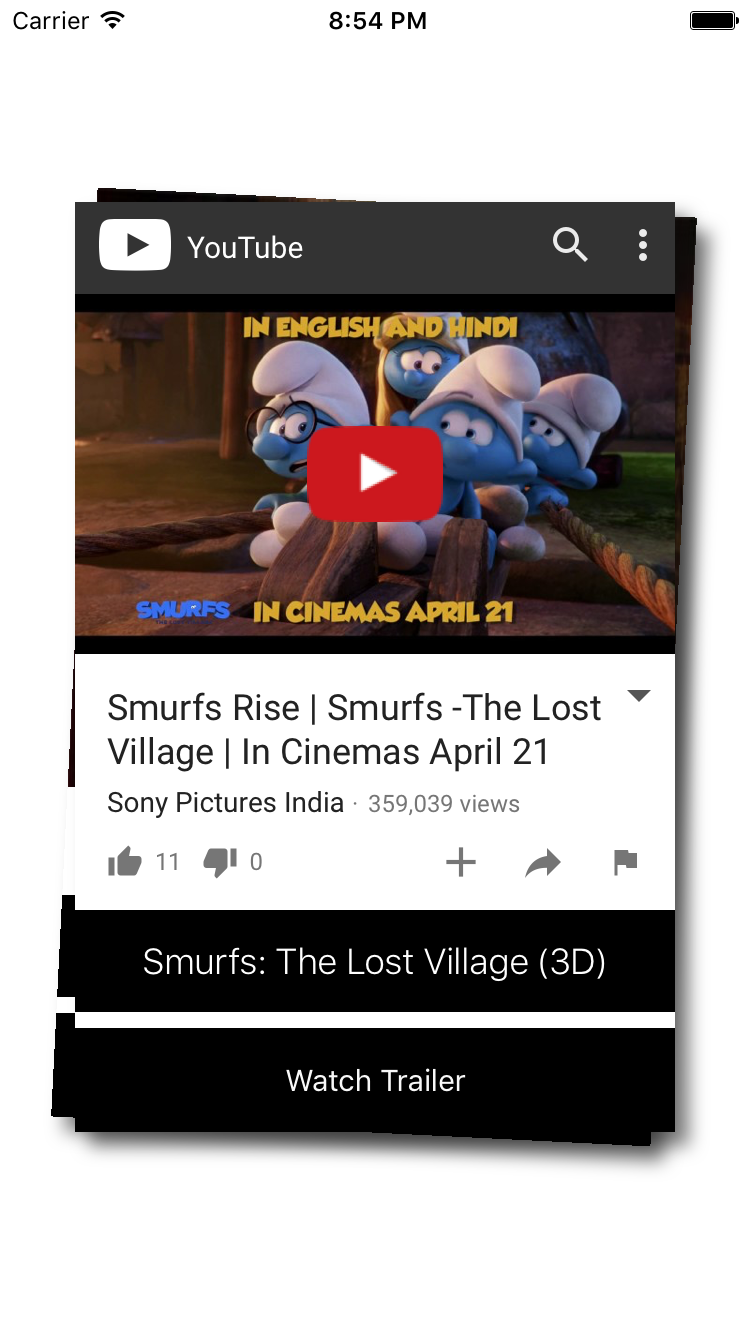 Carrier 8:54 PM
YouTube
IN ENGLISH AND HINDI
SMURFS IN CINEMAS APRIL 21
Smurfs Rise | Smurfs -The Lost
Village | In Cinemas April 21
Sony Pictures India · 359,039 views
11 0
Smurfs: The Lost Village (3D)
Watch Trailer